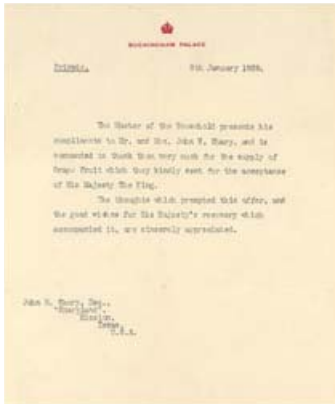 BUCKINGHAM PALACE
Private. 8th January 1929.
The Master of the Household presents his
compliments to Mr. and Mrs. John H. Shary, and is
commanded to thank them very much for the supply of
Grape Fruit which they kindly sent for the acceptance
of His Majesty The King.
The thoughts which prompted this offer, and
the good wishes for His Majesty's recovery which
accompanied it, are sincerely appreciated.
John H. Shary, Esq.,
"Sharyland",
Mission,
Texas,
U.S.A.